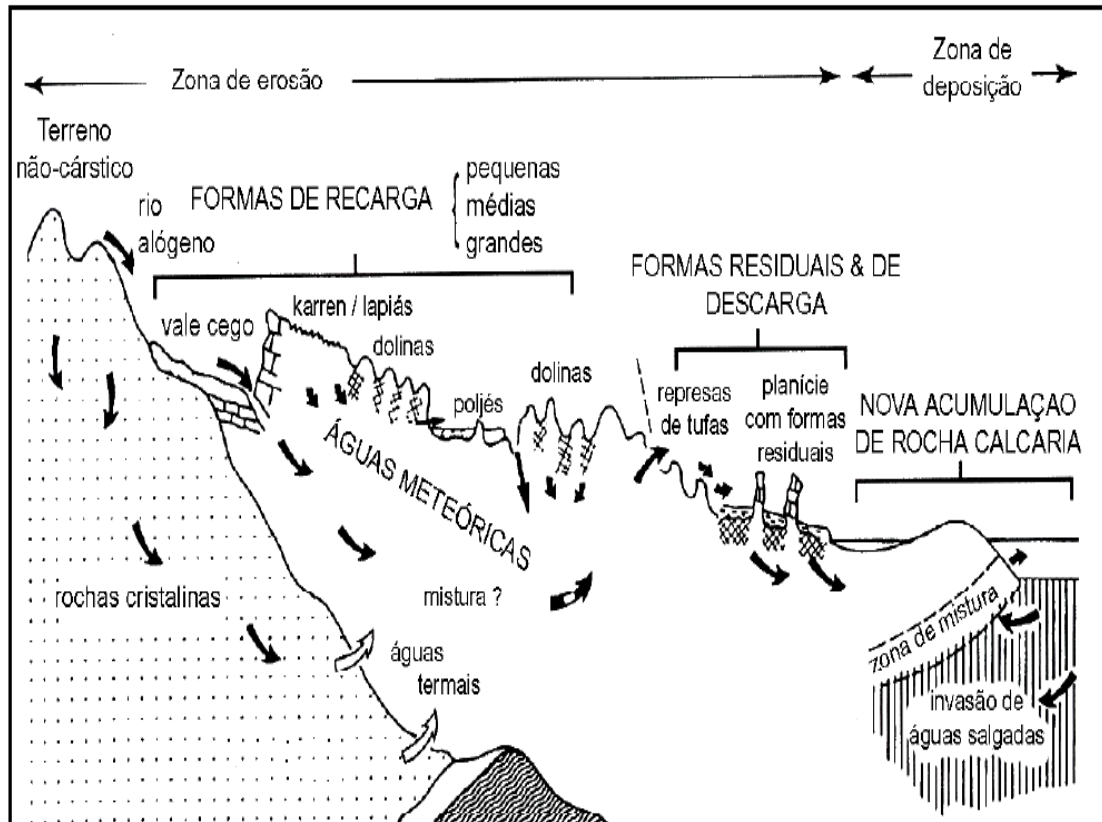 Zona de erosão
Zona de
deposição
Terreno
não-cárstico
rio
alógeno
FORMAS DE RECARGA
pequenas
médias
grandes
FORMAS RESIDUAIS & DE
DESCARGA
vale cego
karren / lapiás
dolinas
poljés
dolinas
represas
de tufas
planície
com formas
residuais
NOVA ACUMULAÇAO
DE ROCHA CALCARIA
ÁGUAS METEÓRICAS
rochas cristalinas
mistura ?
águas
termais
zona de mistura
invasão de
águas salgadas